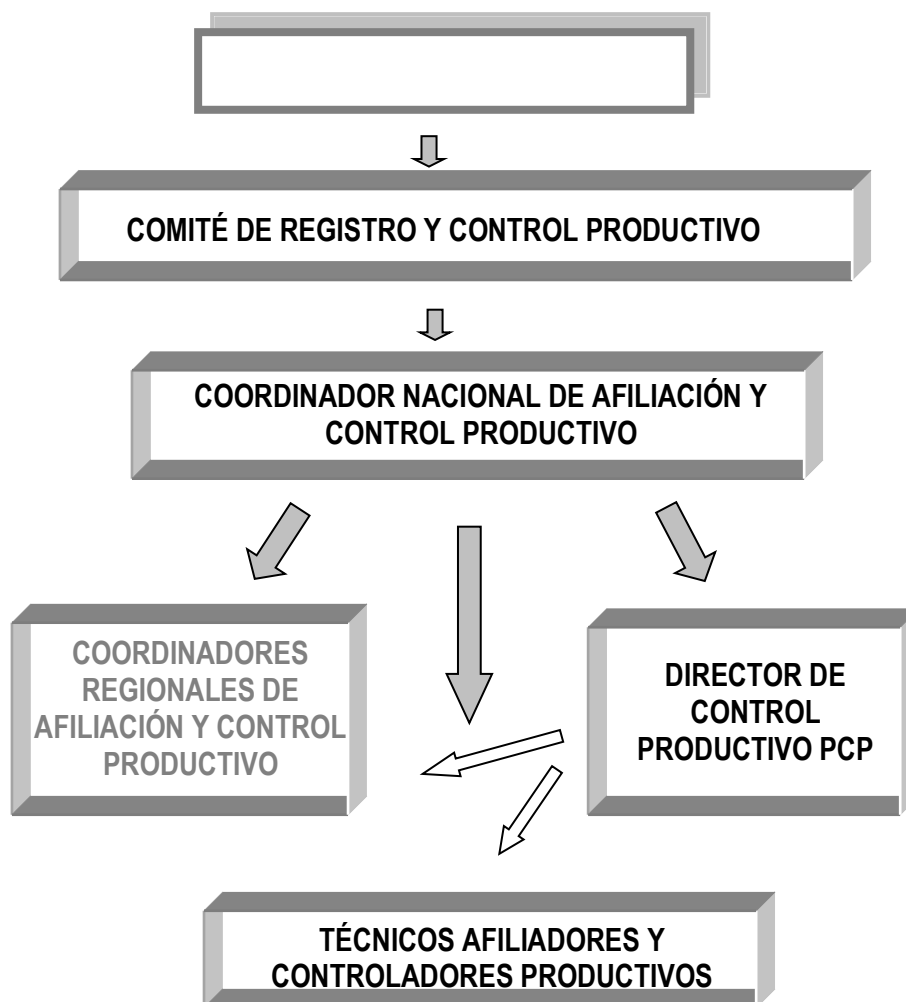 COMITÉ DE REGISTRO Y CONTROL PRODUCTIVO
COORDINADOR NACIONAL DE AFILIACIÓN Y
CONTROL PRODUCTIVO
COORDINADORES
REGIONALES DE
AFILIACIÓN Y CONTROL
PRODUCTIVO
DIRECTOR DE
CONTROL
PRODUCTIVO PCP
TÉCNICOS AFILIADORES Y
CONTROLADORES PRODUCTIVOS